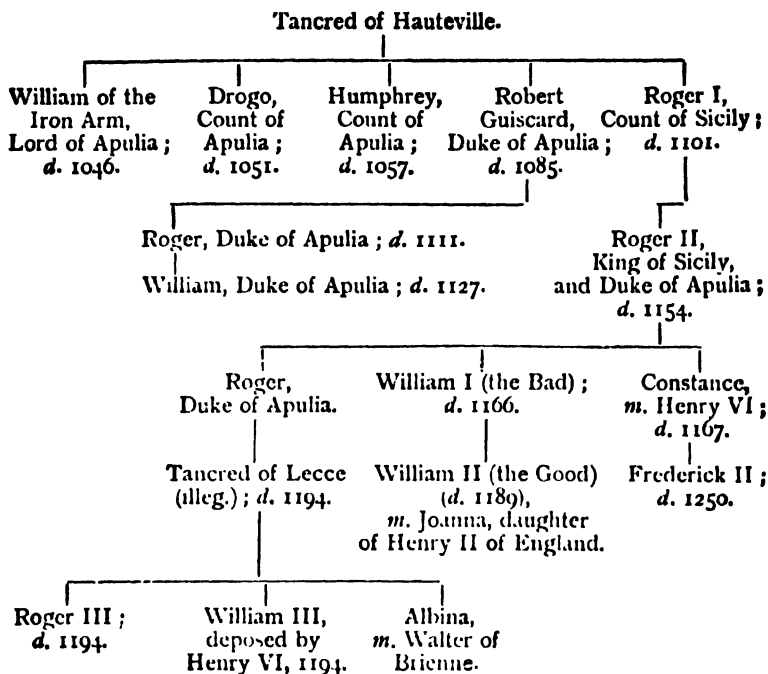 Tancred of Hauteville.
William of the
Iron Arm,
Lord of Apulia ;
d. 1046.
Drogo,
Count of
Apulia ;
d. 1051.
Humphrey,
Count of
Apulia ;
d. 1057.
Robert
Guiscard,
Duke of Apulia ;
d. 1085.
Roger I,
Count of Sicily ;
d. 1101.
Roger, Duke of Apulia ; d. 1111.
William, Duke of Apulia ; d. 1127.
Roger II,
King of Sicily,
and Duke of Apulia ;
d. 1154.
Roger,
Duke of Apulia.
William I (the Bad) ;
d. 1166.
Constance,
m. Henry VI ;
d. 1167.
Tancred of Lecce
(illeg.) ; d. 1194.
William II (the Good)
(d. 1189),
m. Joanna, daughter
of Henry II of England.
Frederick II ;
d. 1250.
Roger III ;
d. 1194.
William III,
deposed by
Henry VI, 1194.
Albina,
m. Walter of
Brienne.